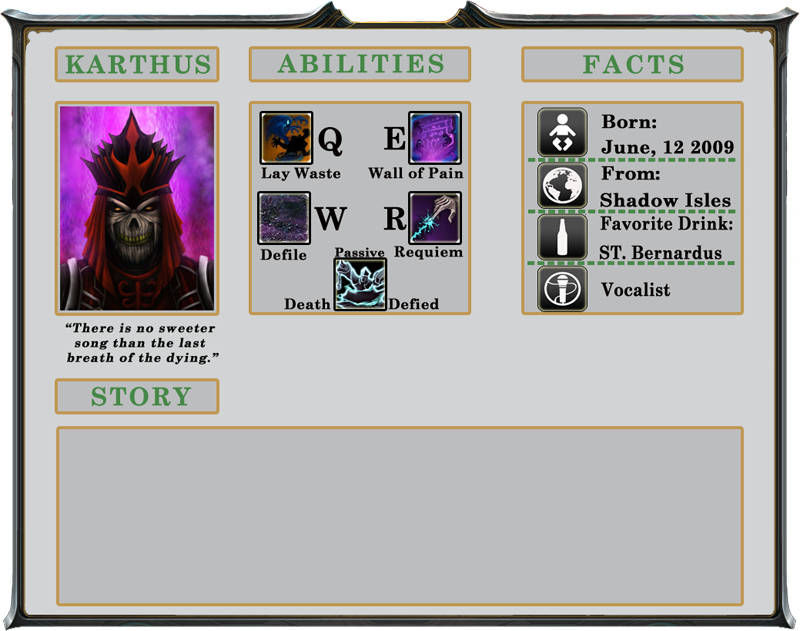 KARTHUS
ABILITIES
FACTS
Q
E
Lay Waste
Wall of Pain
W
R
Defile
Passive
Requiem
Death
Defied
Born:
June, 12 2009
From:
Shadow Isles
Favorite Drink:
ST. Bernardus
Vocalist
“There is no sweeter
song than the last
breath of the dying.”
STORY